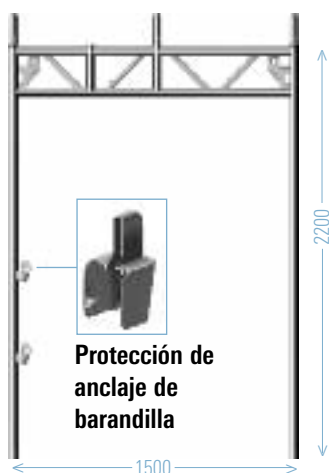 2200
Protección de
anclaje de
barandilla
1500